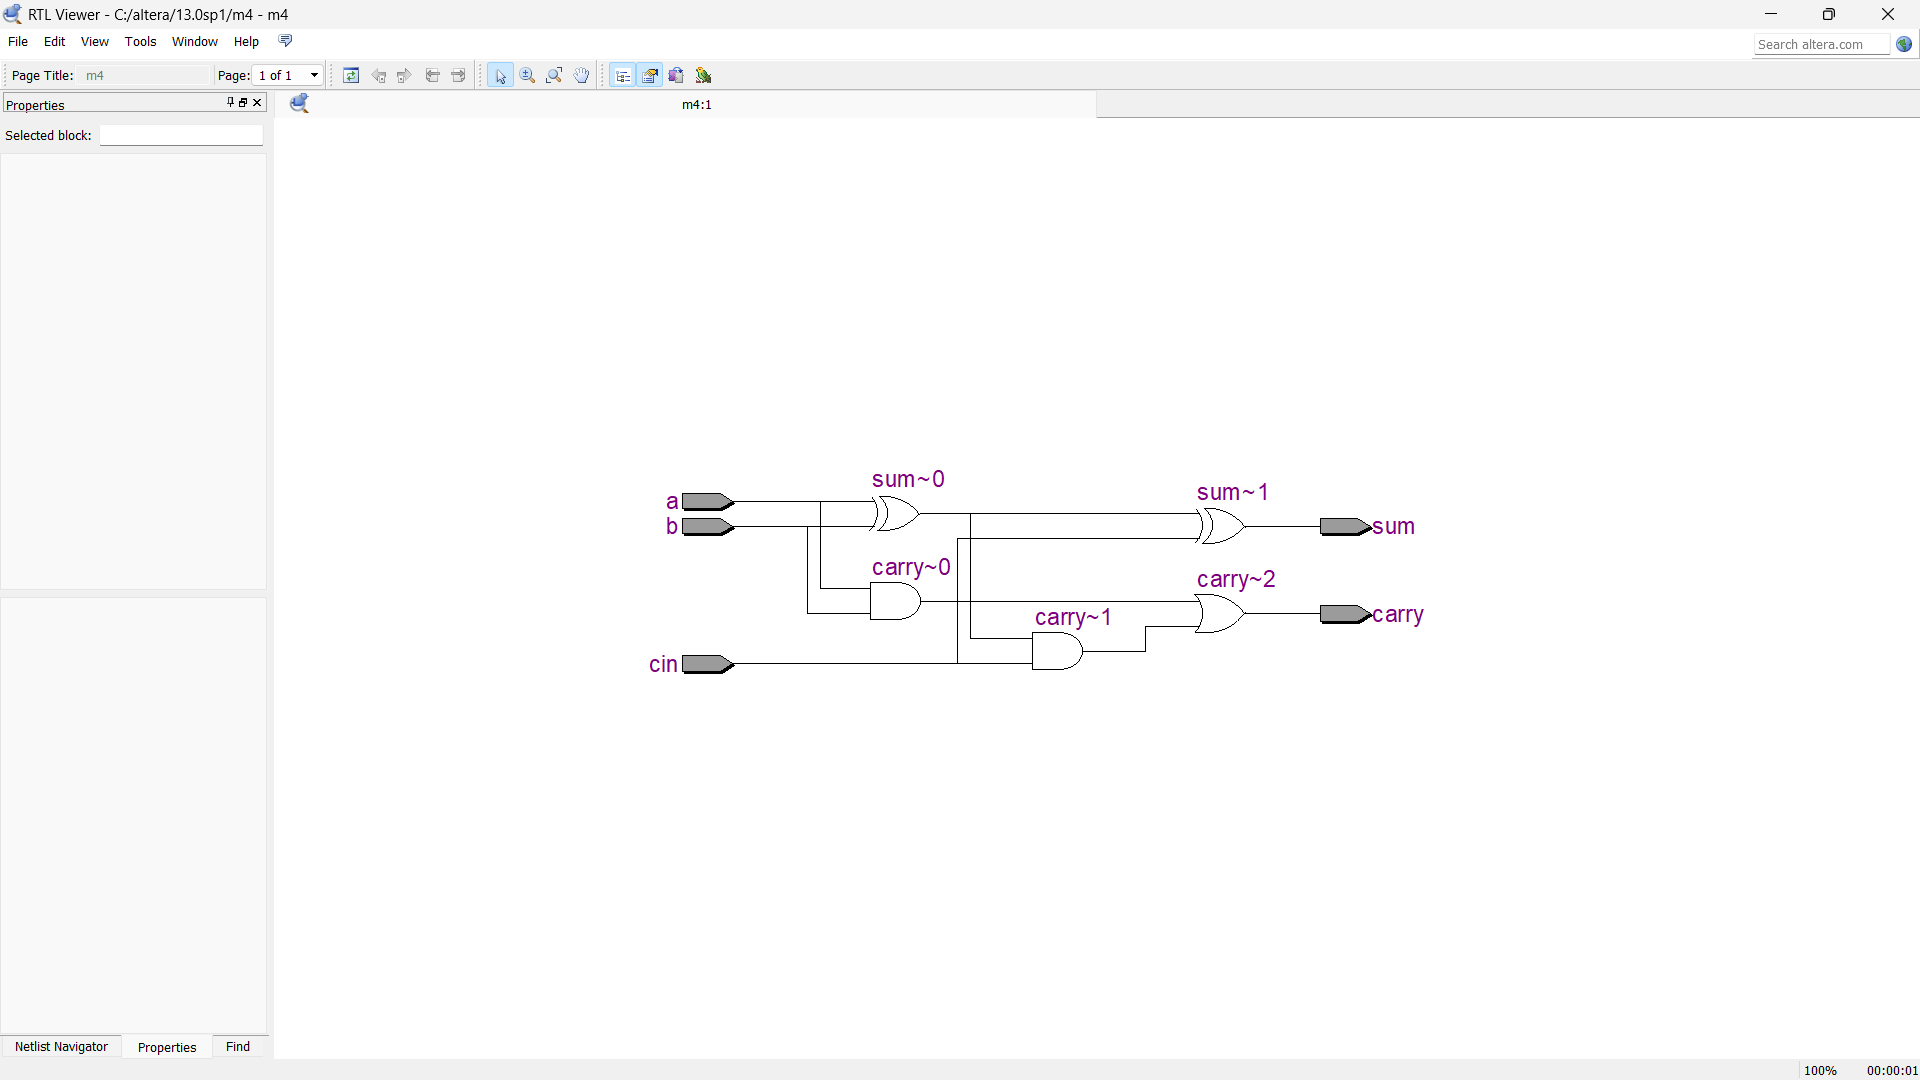 RTL Viewer - C:/altera/13.0sp1/m4 - m4
File Edit View Tools Window Help
Search altera.com
Page Title: m4 Page: 1 of 1
Properties
m4:1
Selected block:
sum~0
a
sum~1
b
sum
carry~0
carry~2
carry~1
carry
cin
Netlist Navigator Properties Find
100% 00:00:01